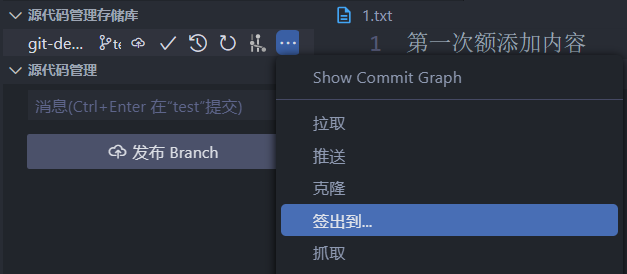 源代码管理存储库
1.txt
git-de... te
1 第一次额添加内容
源代码管理
Show Commit Graph
消息(Ctrl+Enter 在"test"提交)
拉取
发布 Branch
推送
克隆
签出到...
抓取